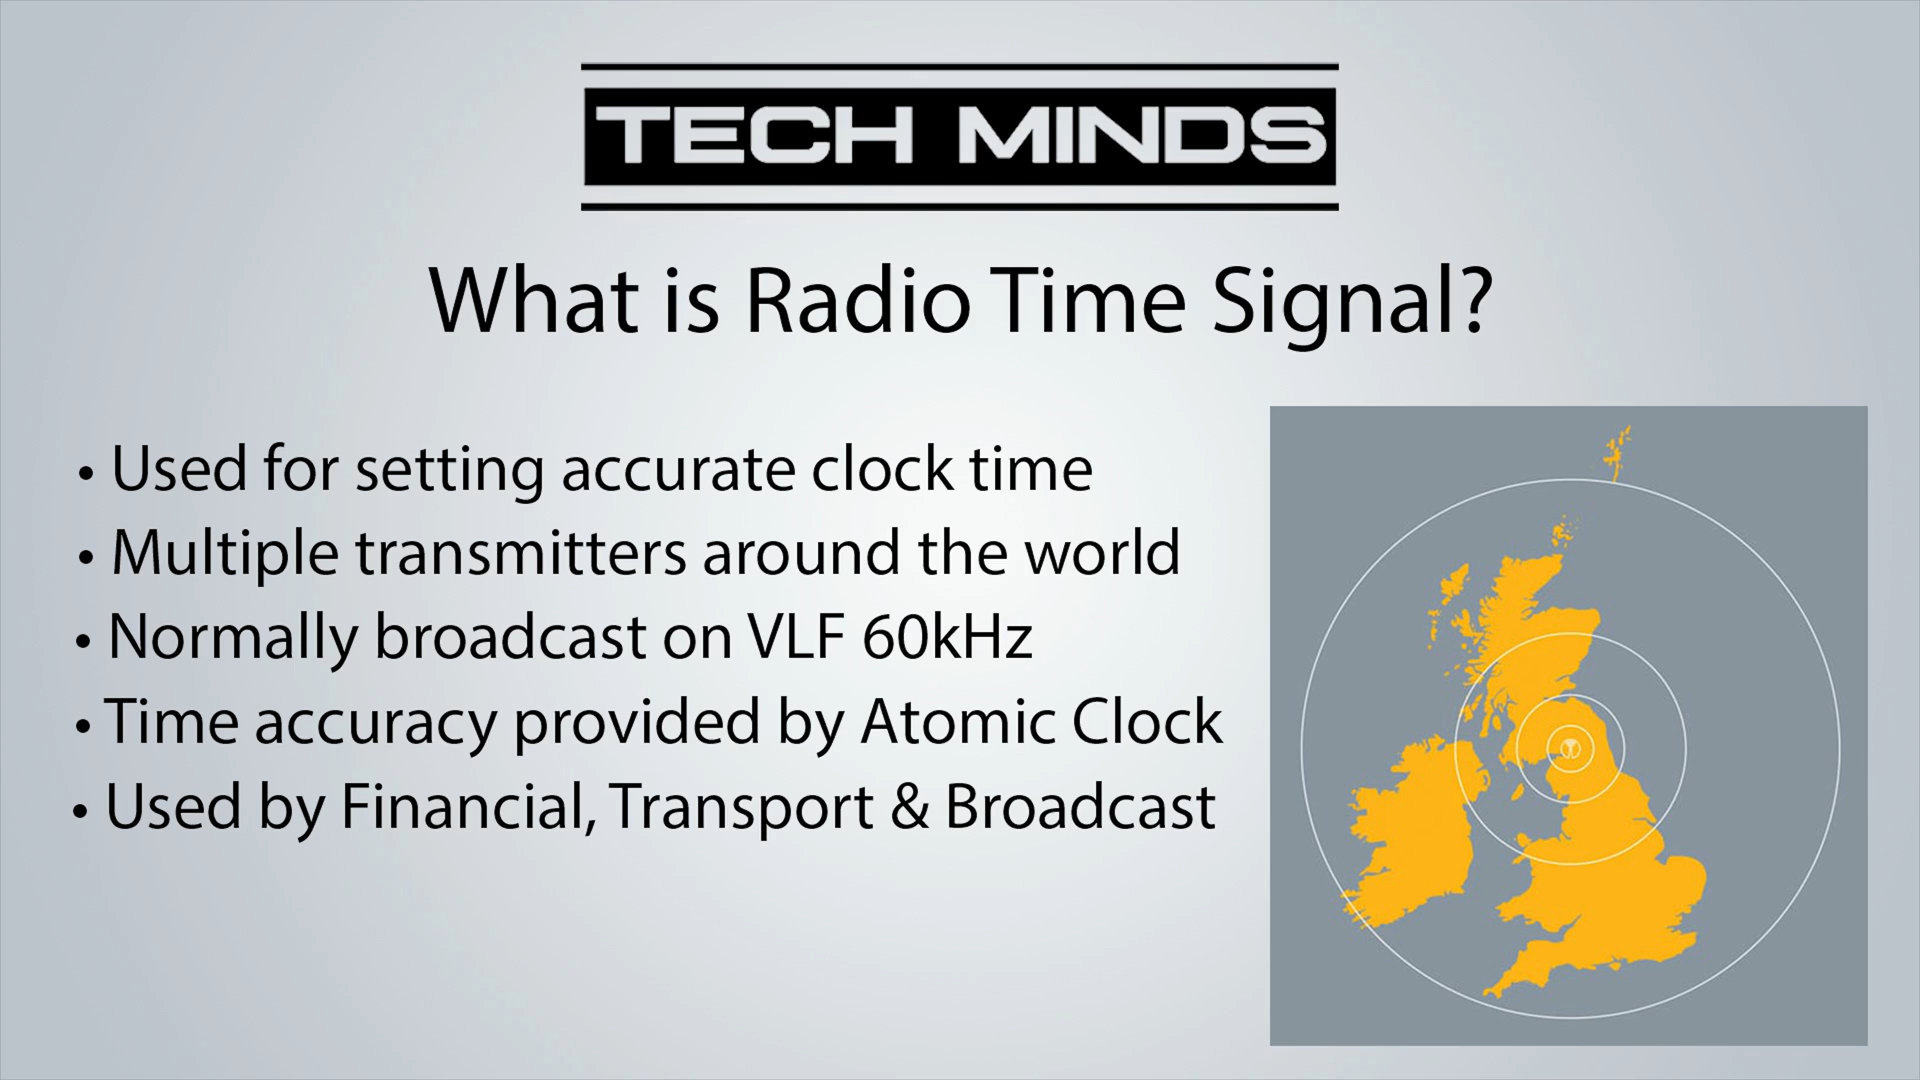 TECH MINDS
What is Radio Time Signal?
• Used for setting accurate clock time
• Multiple transmitters around the world
• Normally broadcast on VLF 60kHz
• Time accuracy provided by Atomic Clock
• Used by Financial, Transport & Broadcast